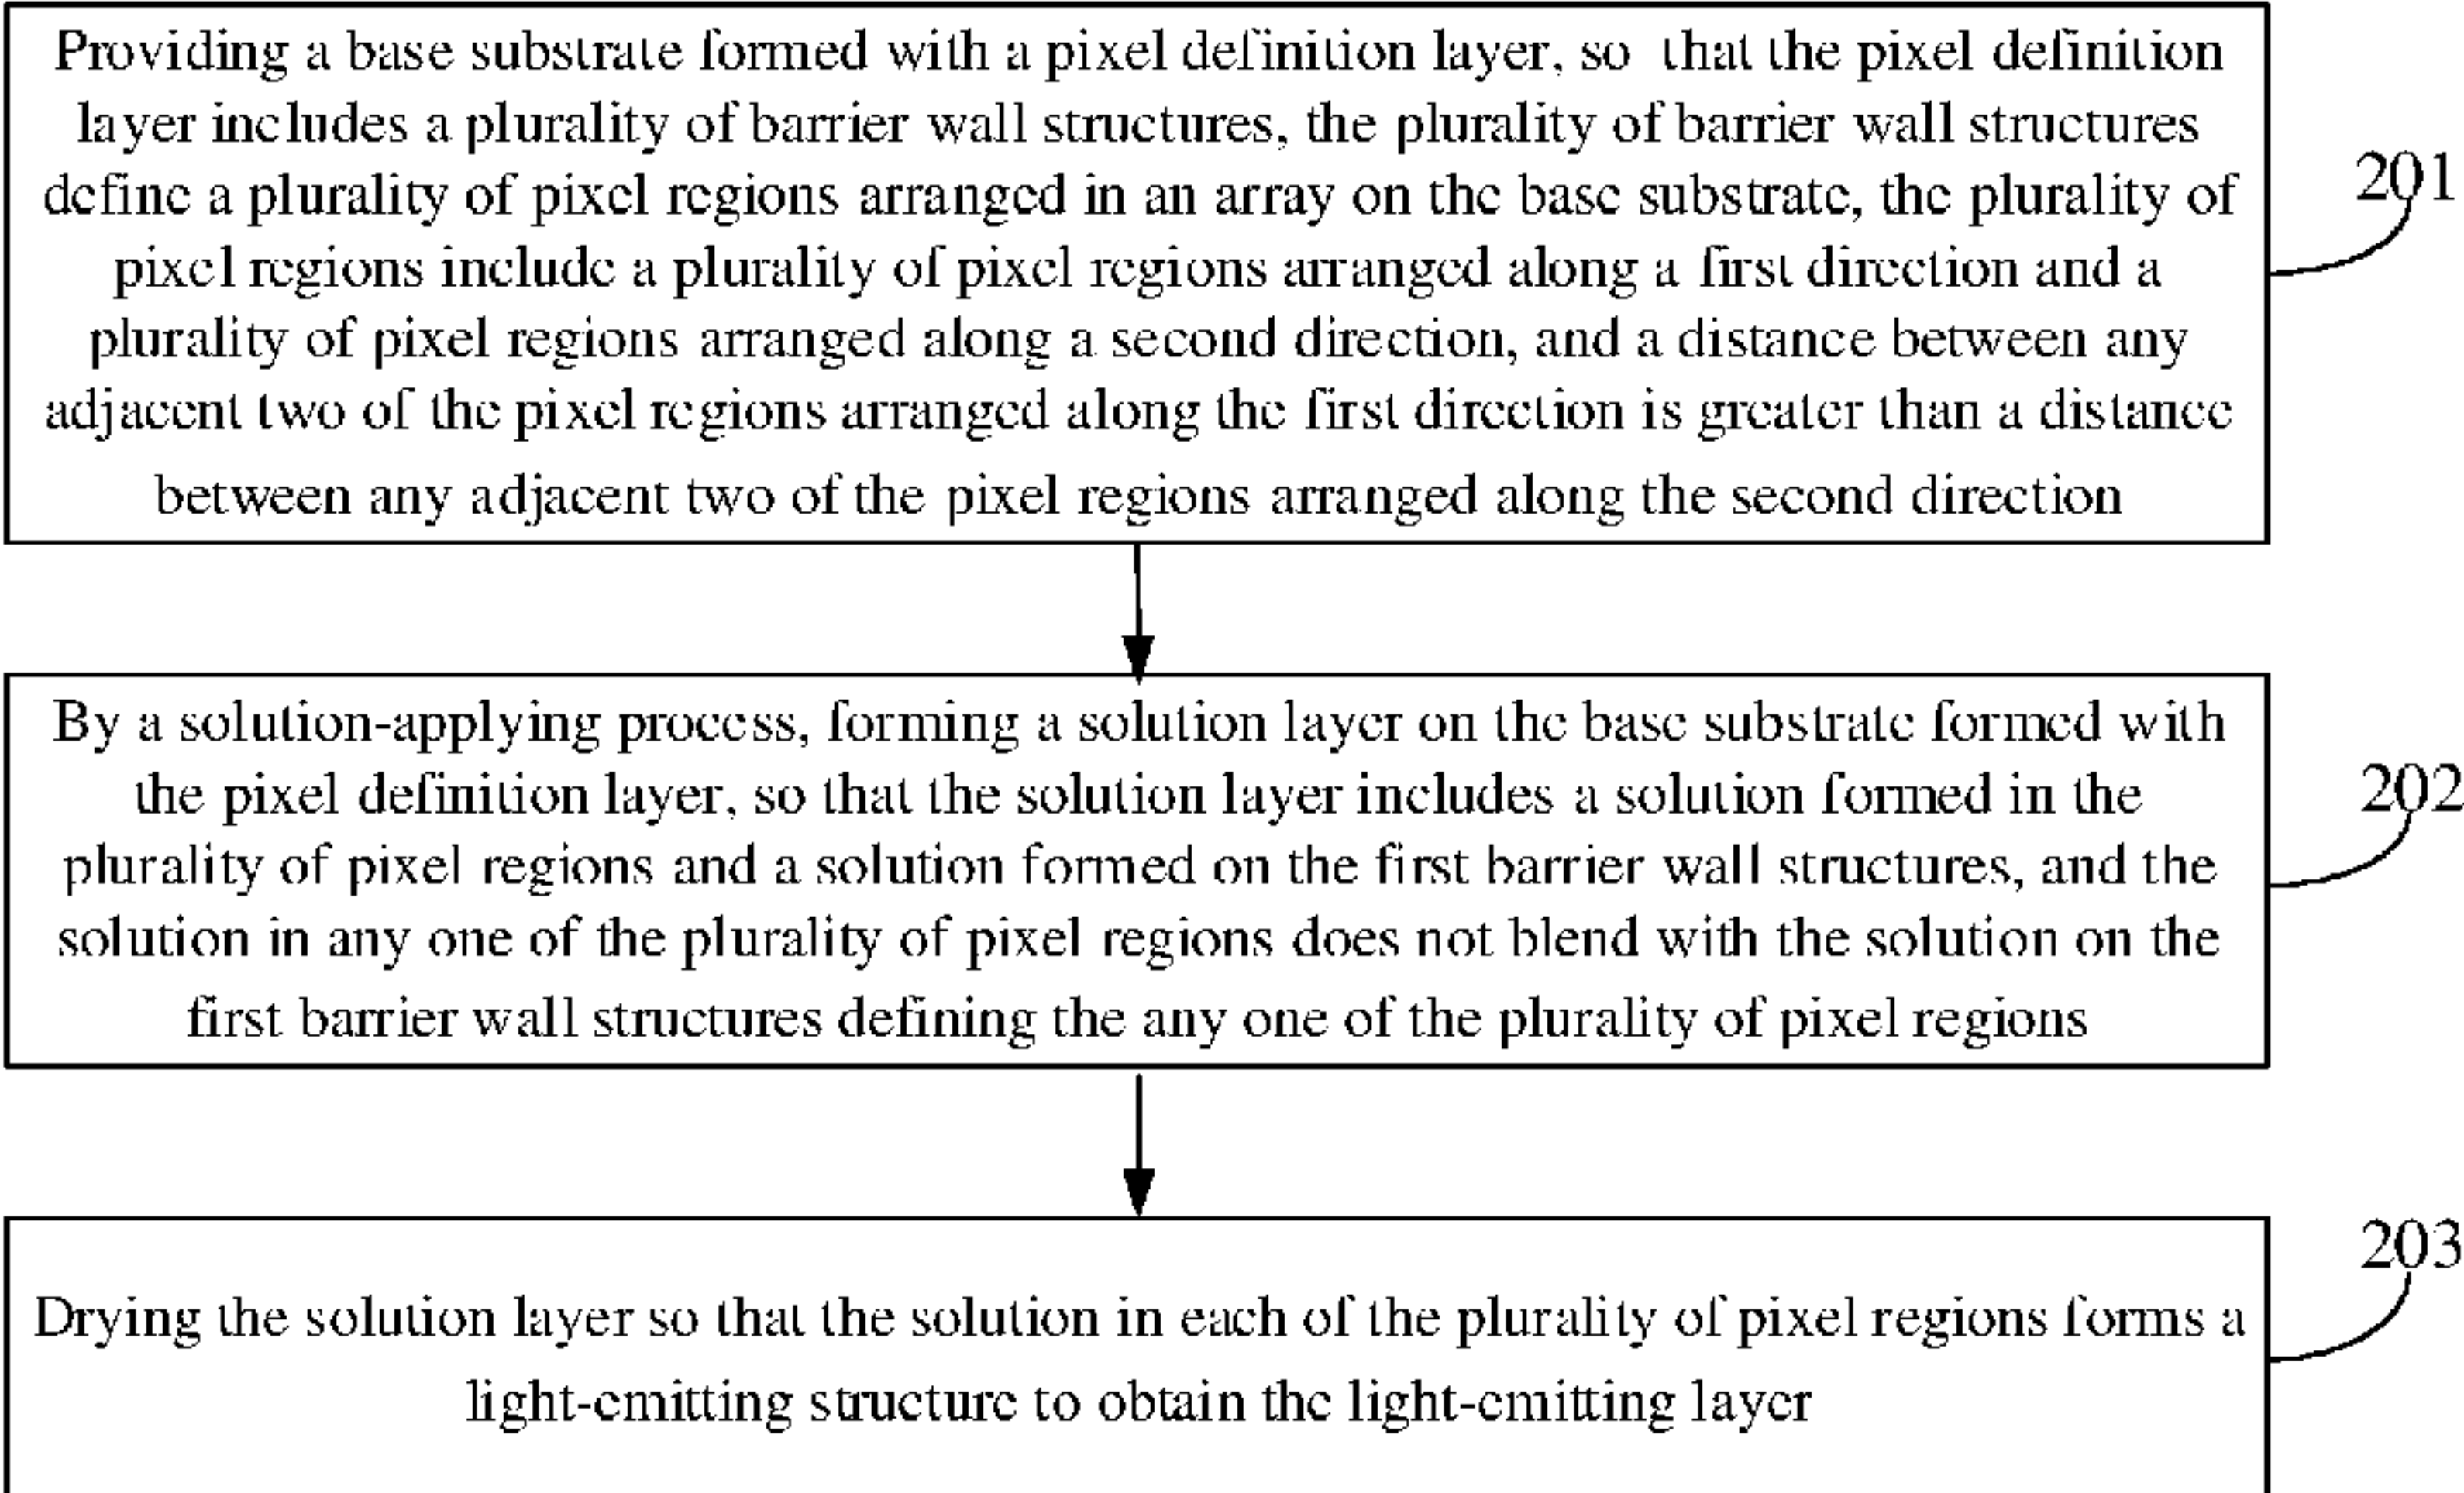 Providing a base substrate formed with a pixel definition layer, so that the pixel definition
layer includes a plurality of barrier wall structures, the plurality of barrier wall structures
define a plurality of pixel regions arranged in an array on the base substrate, the plurality of
pixel regions include a plurality of pixel regions arranged along a first direction and a
plurality of pixel regions arranged along a second direction, and a distance between any
adjacent two of the pixel regions arranged along the first direction is greater than a distance
between any adjacent two of the pixel regions arranged along the second direction
201
By a solution-applying process, forming a solution layer on the base substrate formed with
the pixel definition layer, so that the solution layer includes a solution formed in the
plurality of pixel regions and a solution formed on the first barrier wall structures, and the
solution in any one of the plurality of pixel regions does not blend with the solution on the
first barrier wall structures defining the any one of the plurality of pixel regions
202
Drying the solution layer so that the solution in each of the plurality of pixel regions forms a
light-emitting structure to obtain the light-emitting layer
203